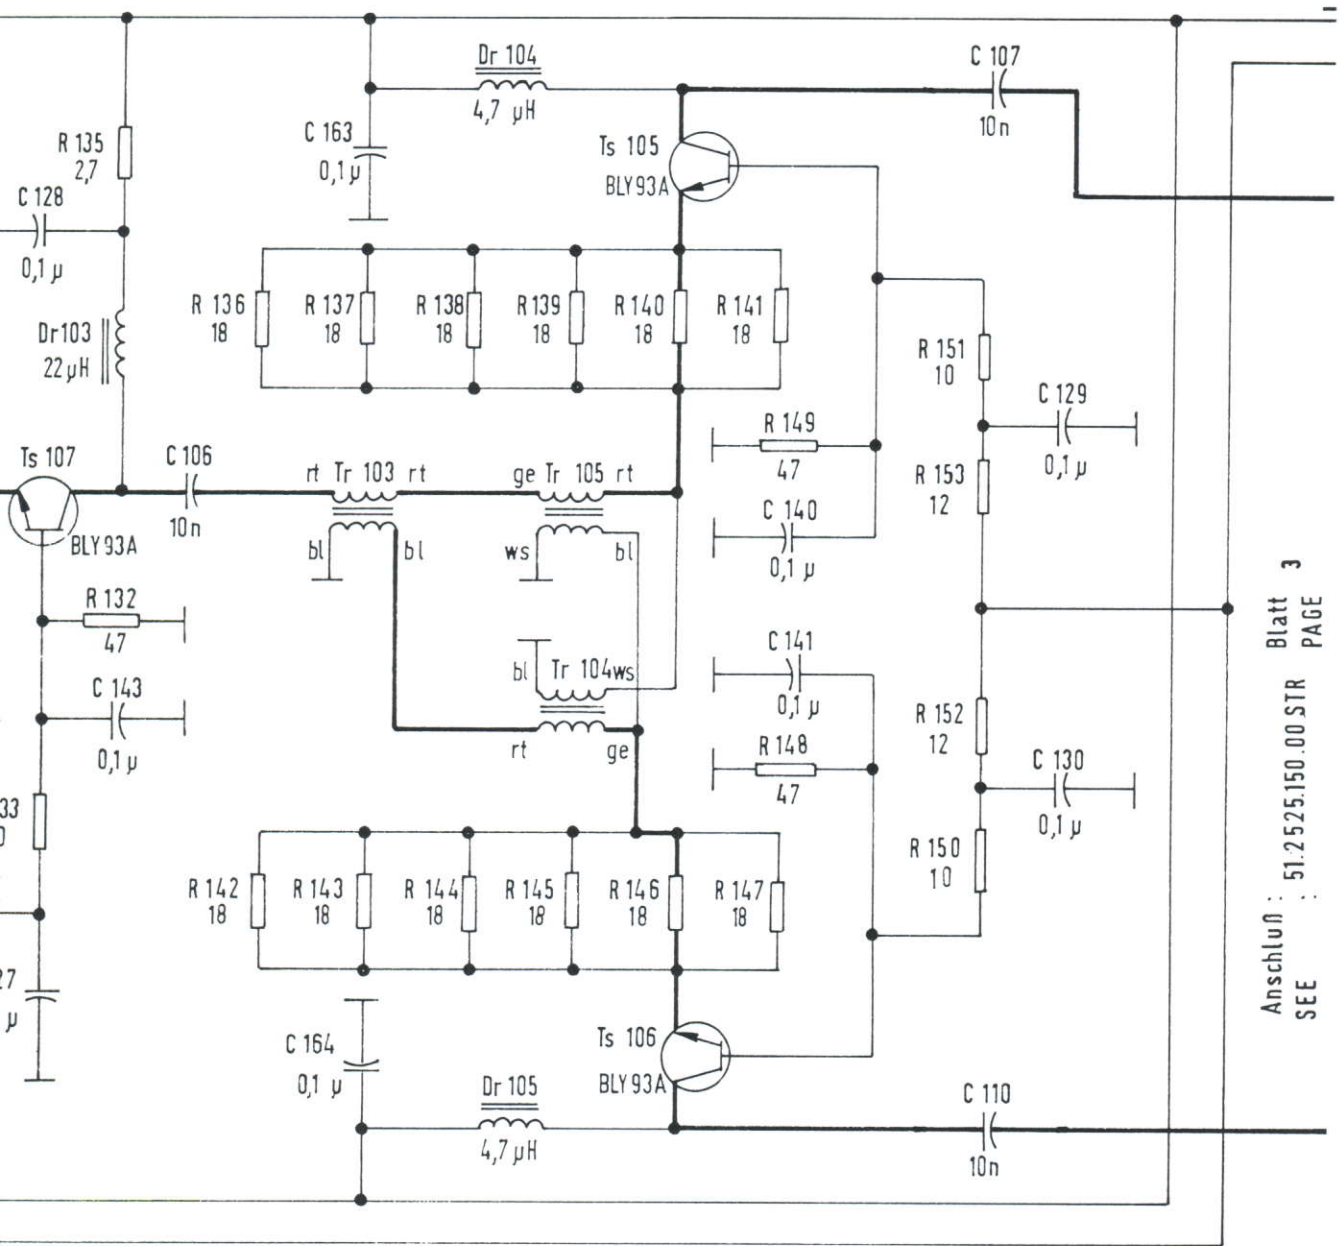 Dr 104
4,7 µH
C 107
10n
R 135
2,7
C 163
0,1 µ
Ts 105
BLY93A
C 128
0,1 µ
Dr103
22µH
R 136
18
R 137
18
R 138
18
R 139
18
R 140
18
R 141
18
R 151
10
C 129
0,1 µ
R 149
47
R 153
12
Ts 107
BLY93A
C 106
10n
rt Tr 103 rt
bl bl
ge Tr 105 rt
ws bl
C 140
0,1 µ
R 132
47
C 143
0,1 µ
bl Tr 104 ws
rt ge
C 141
0,1 µ
R 148
47
R 152
12
C 130
0,1 µ
R 150
10
33
R 142
18
R 143
18
R 144
18
R 145
18
R 146
18
R 147
18
27
µ
C 164
0,1 µ
Ts 106
BLY93A
Dr 105
4,7 µH
C 110
10n
Anschluß : 51.2525.150.00 STR Blatt 3
SEE : PAGE